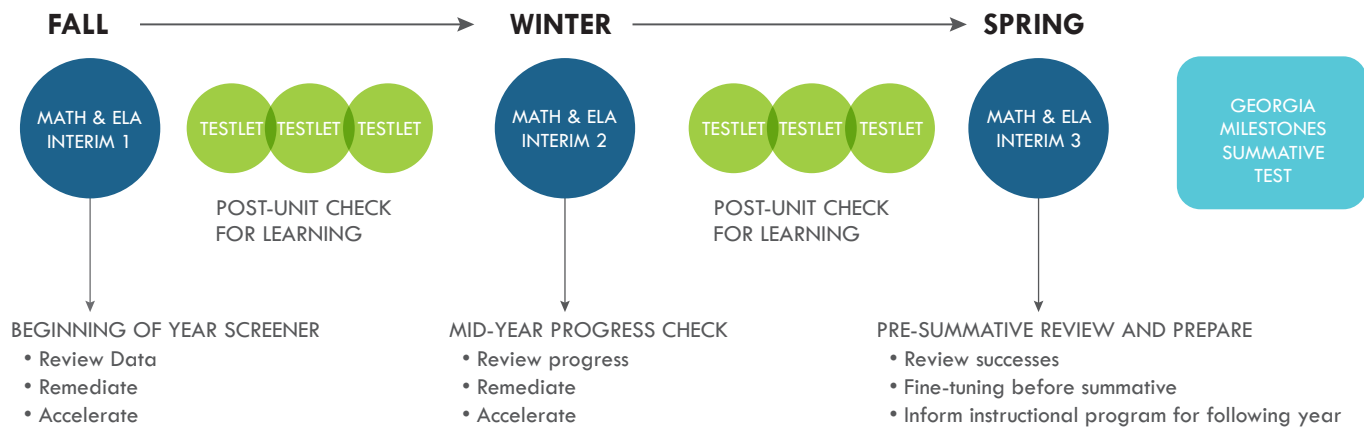 FALL
WINTER
SPRING
MATH & ELA
INTERIM 1
TESTLET
TESTLET
TESTLET
MATH & ELA
INTERIM 2
TESTLET
TESTLET
TESTLET
MATH & ELA
INTERIM 3
GEORGIA
MILESTONES
SUMMATIVE
TEST
POST-UNIT CHECK
FOR LEARNING
POST-UNIT CHECK
FOR LEARNING
BEGINNING OF YEAR SCREENER
• Review Data
• Remediate
• Accelerate
MID-YEAR PROGRESS CHECK
• Review progress
• Remediate
• Accelerate
PRE-SUMMATIVE REVIEW AND PREPARE
• Review successes
• Fine-tuning before summative
• Inform instructional program for following year